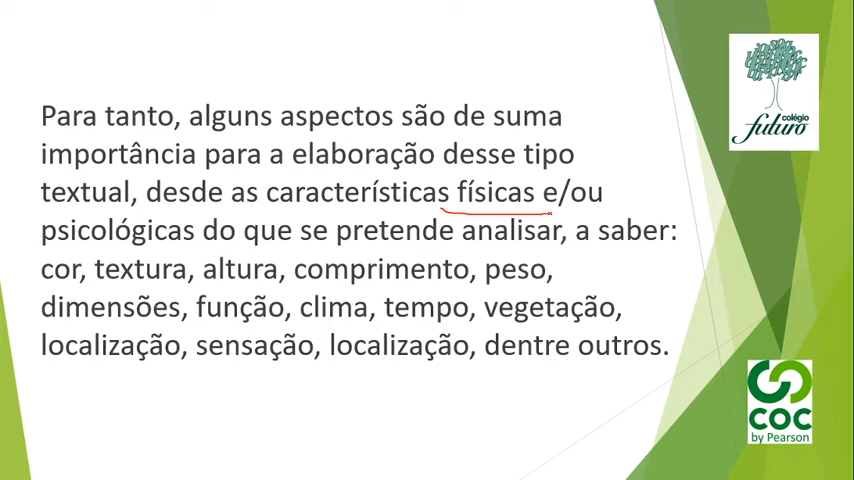 Para tanto, alguns aspectos são de suma
importância para a elaboração desse tipo
textual, desde as características físicas e/ou
psicológicas do que se pretende analisar, a saber:
cor, textura, altura, comprimento, peso,
dimensões, função, clima, tempo, vegetação,
localização, sensação, localização, dentre outros.
colégio
futuro
COC
by Pearson